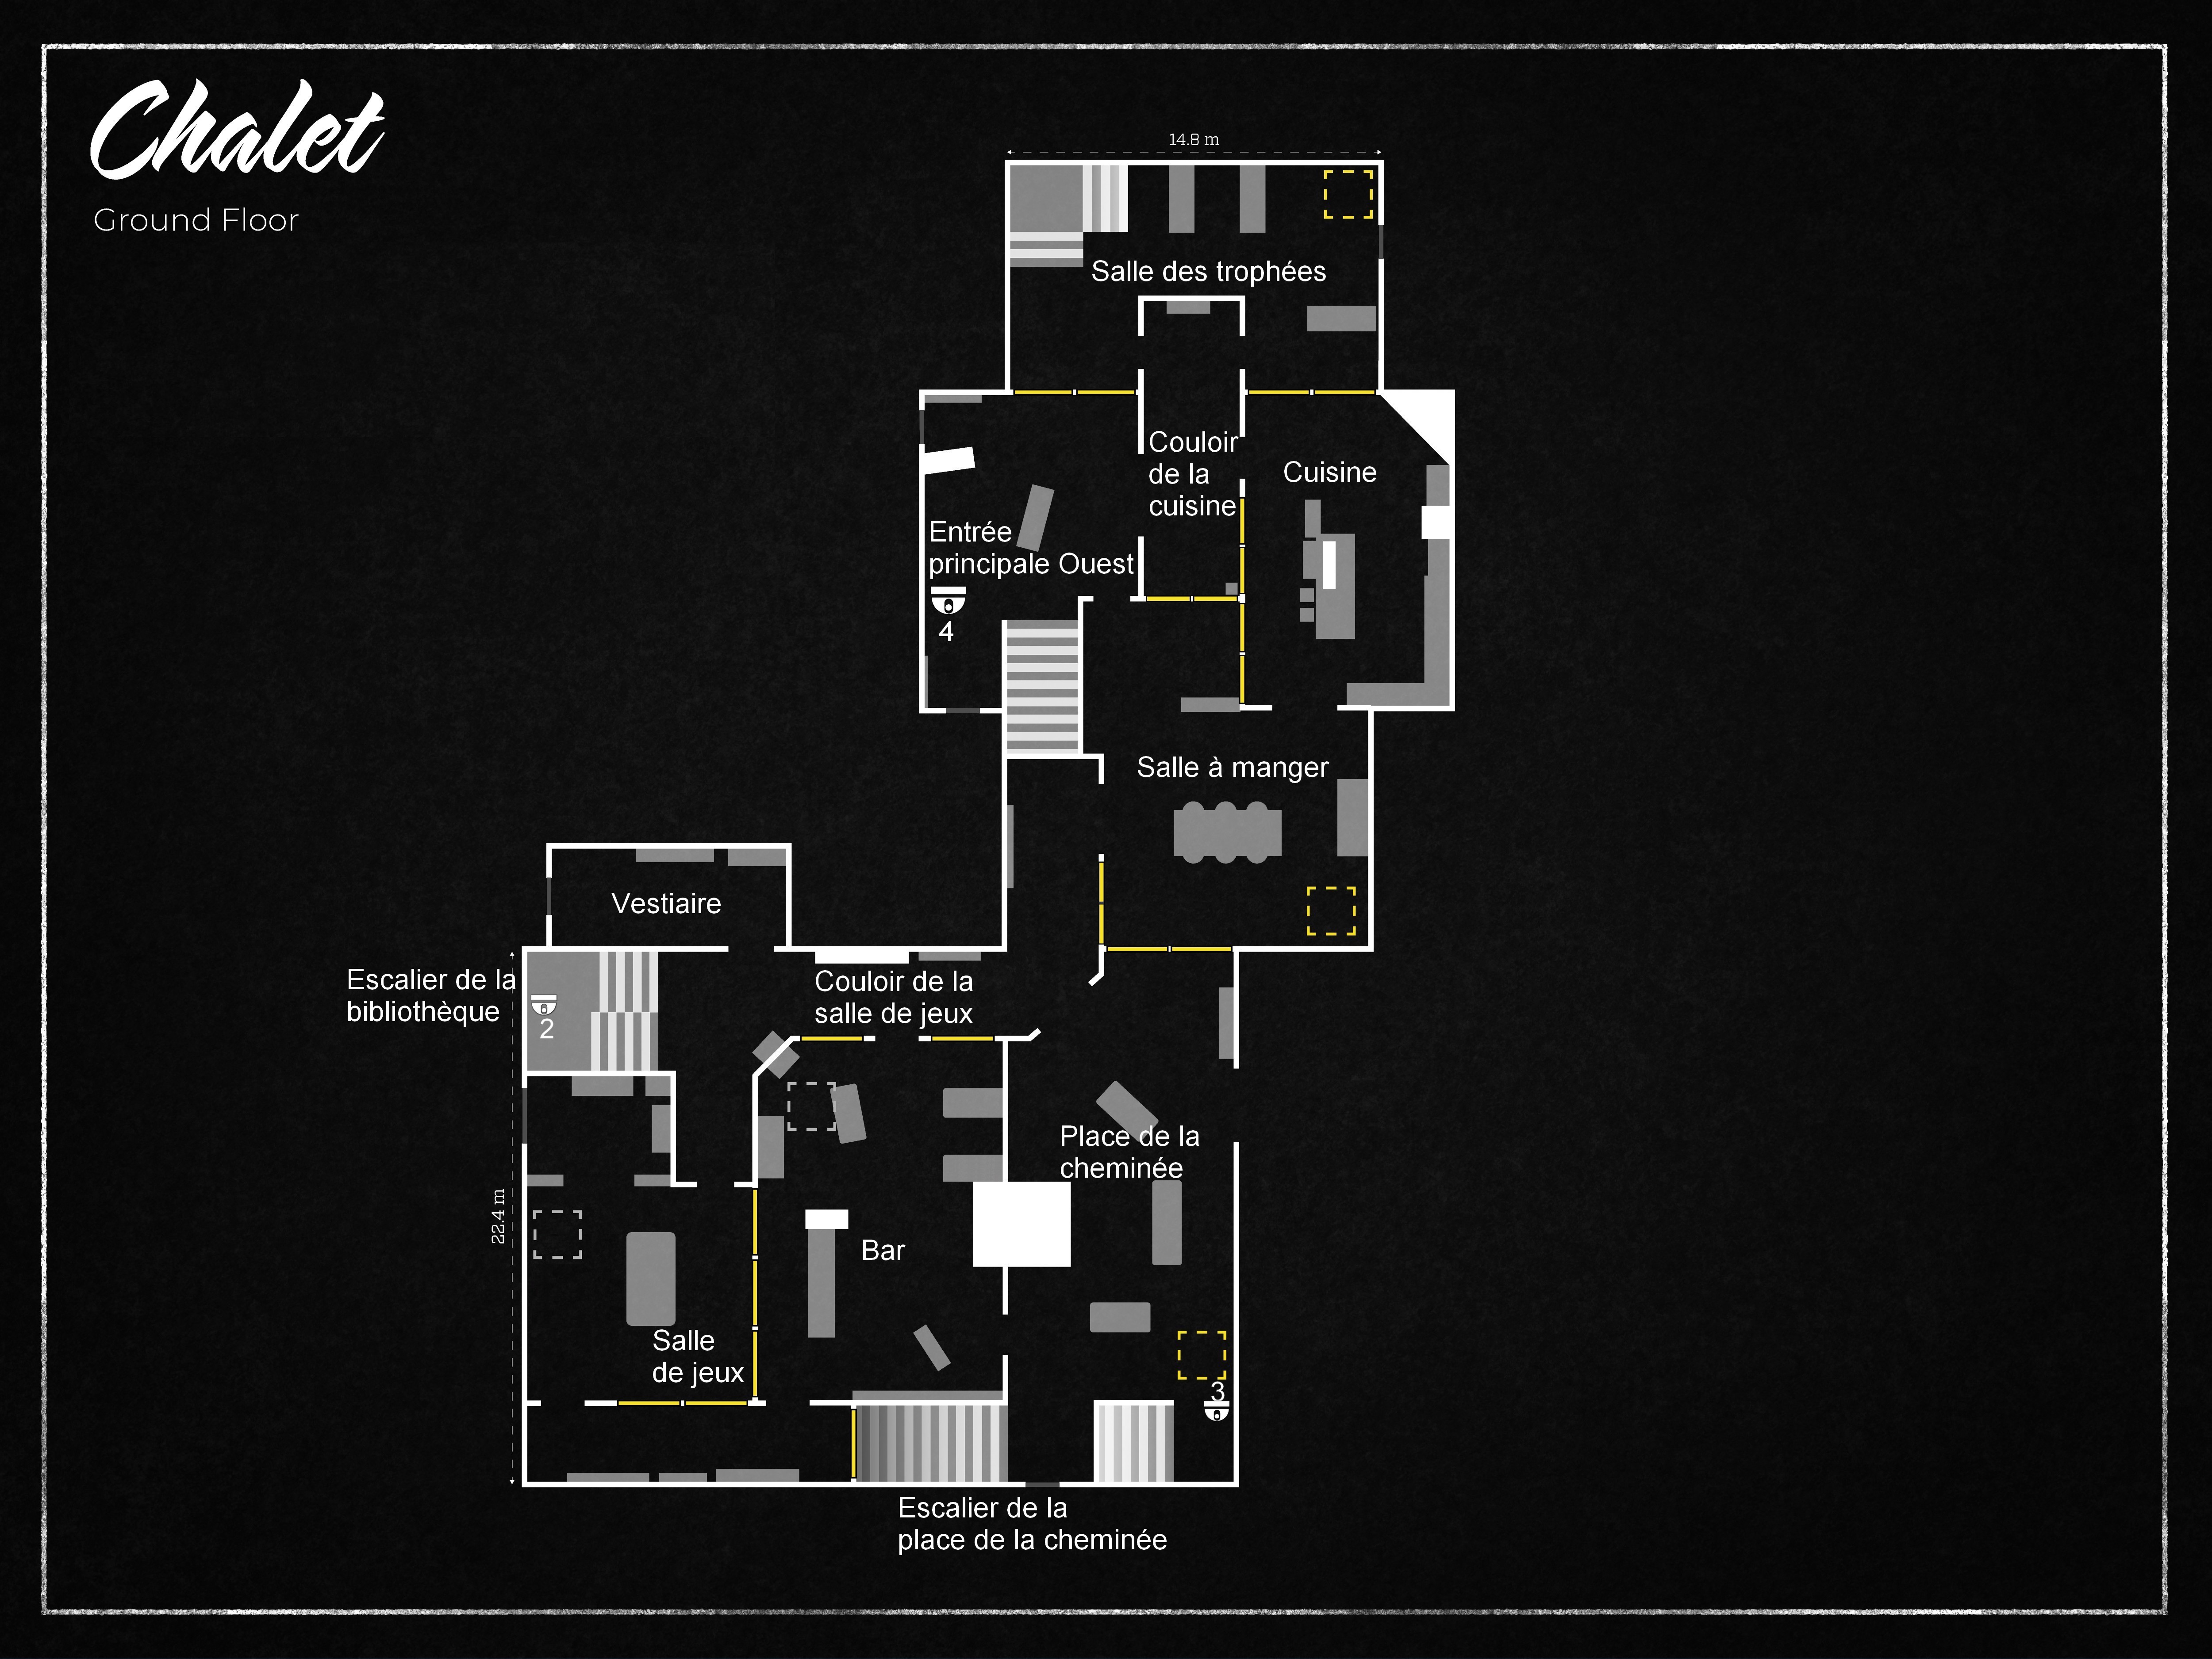 Chalet
Ground Floor
14.8 m
Salle des trophées
Couloir
de la
cuisine
Cuisine
Entrée
principale Ouest
4
Salle à manger
Vestiaire
Escalier de la
bibliothèque
2
Couloir de la
salle de jeux
Place de la
cheminée
22.4 m
Bar
Salle
de jeux
3
Escalier de la
place de la cheminée